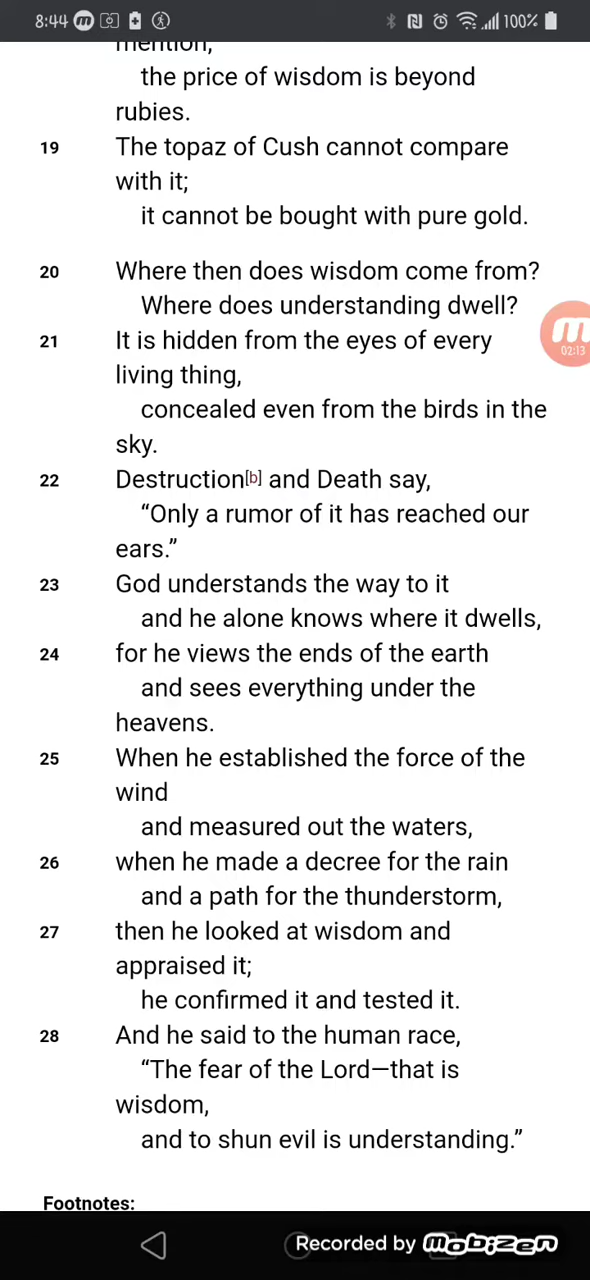 8:44 100%
mention,
the price of wisdom is beyond
rubies.
19 The topaz of Cush cannot compare
with it;
it cannot be bought with pure gold.
20 Where then does wisdom come from?
Where does understanding dwell?
21 It is hidden from the eyes of every
living thing,
concealed even from the birds in the
sky.
02:13
22 Destruction[b] and Death say,
“Only a rumor of it has reached our
ears.”
23 God understands the way to it
and he alone knows where it dwells,
24 for he views the ends of the earth
and sees everything under the
heavens.
25 When he established the force of the
wind
and measured out the waters,
26 when he made a decree for the rain
and a path for the thunderstorm,
27 then he looked at wisdom and
appraised it;
he confirmed it and tested it.
28 And he said to the human race,
“The fear of the Lord—that is
wisdom,
and to shun evil is understanding.”
Footnotes:
Recorded by mobizen